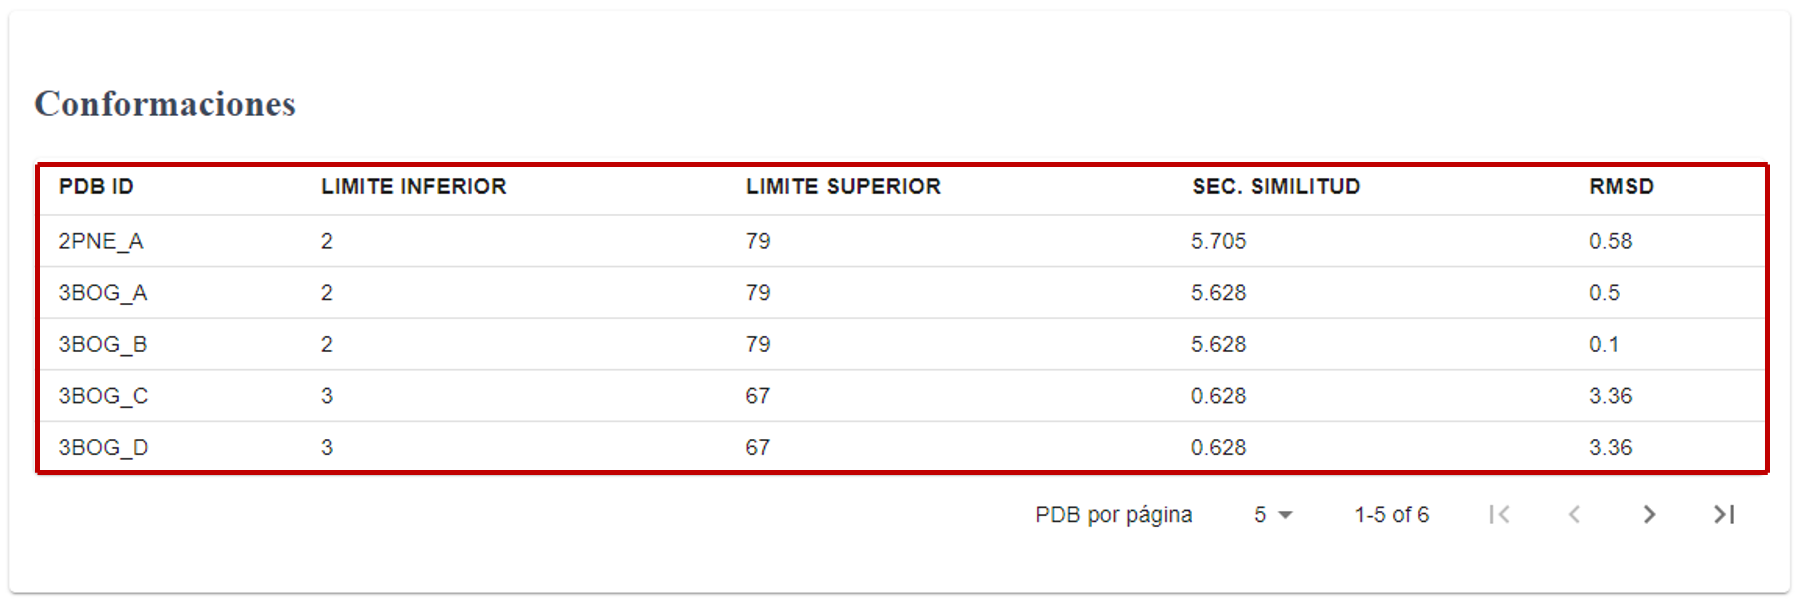 Conformaciones
PDB ID LIMITE INFERIOR LIMITE SUPERIOR SEC. SIMILITUD RMSD
2PNE_A 2 79 5.705 0.58
3BOG_A 2 79 5.628 0.5
3BOG_B 2 79 5.628 0.1
3BOG_C 3 67 0.628 3.36
3BOG_D 3 67 0.628 3.36
PDB por página 5 1-5 of 6